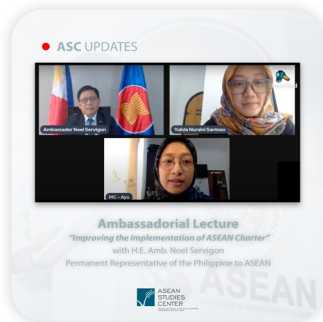 ASC UPDATES
Ambassador Noel Servigon
Yulida Nuraini Santoso
MC - Ayu
Ambassadorial Lecture
"Improving the Implementation of ASEAN Charter"
with H.E. Amb. Noel Servigon
Permanent Representative of the Philippine to ASEAN
ASEAN
STUDIES
CENTER
ASEAN